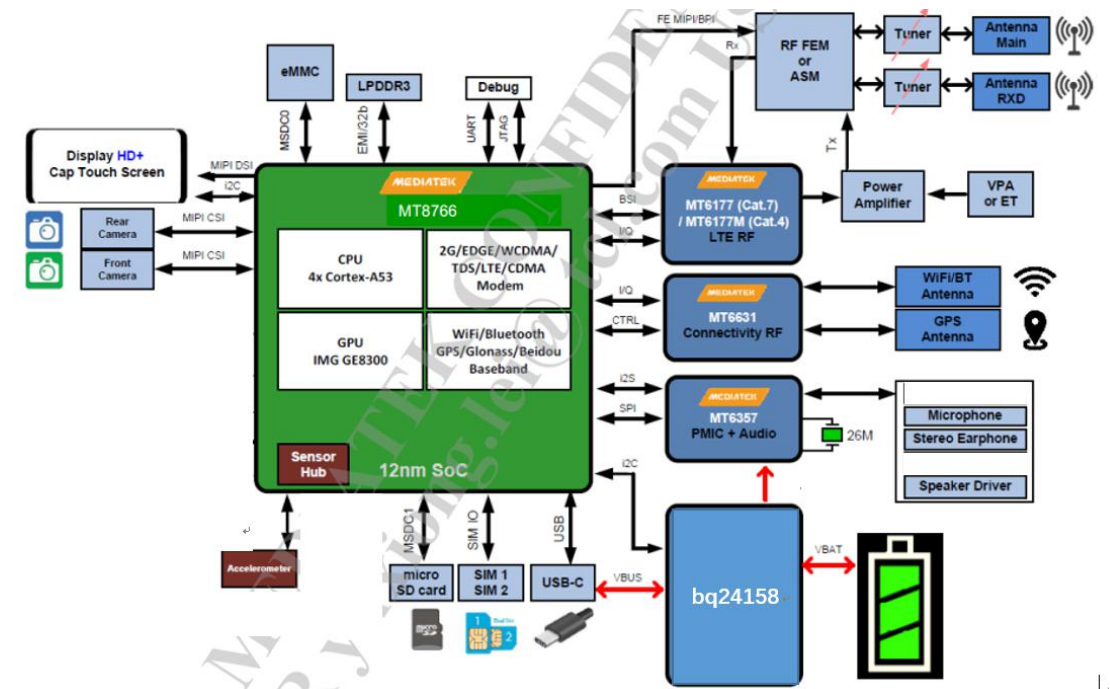 FE MIPI/BPI
Rx
RF FEM
or
ASM
Tuner
Antenna
Main
Tuner
Antenna
RXD
eMMC
LPDDR3
Debug
MSDC0
EMI/32b
UART
JTAG
Tx
Display HD+
Cap Touch Screen
MIPI DSI
I2C
MEDIATEK
MT8766
BSI
I/Q
MEDIATEK
MT6177 (Cat.7)
/ MT6177M (Cat.4)
LTE RF
Power
Amplifier
VPA
or ET
Rear
Camera
MIPI CSI
Front
Camera
MIPI CSI
CPU
4x Cortex-A53
2G/EDGE/WCDMA/
TDS/LTE/CDMA
Modem
GPU
IMG GE8300
WiFi/Bluetooth
GPS/Glonass/Beidou
Baseband
I/Q
CTRL
MEDIATEK
MT6631
Connectivity RF
WiFi/BT
Antenna
GPS
Antenna
I2S
SPI
MEDIATEK
MT6357
PMIC + Audio
26M
Microphone
Stereo Earphone
Speaker Driver
Sensor
Hub
12nm SoC
I2C
Accelerometer
MSDC1
SIM IO
USB
micro
SD card
SIM 1
SIM 2
USB-C
VBUS
bq24158
VBAT
micro
1
2